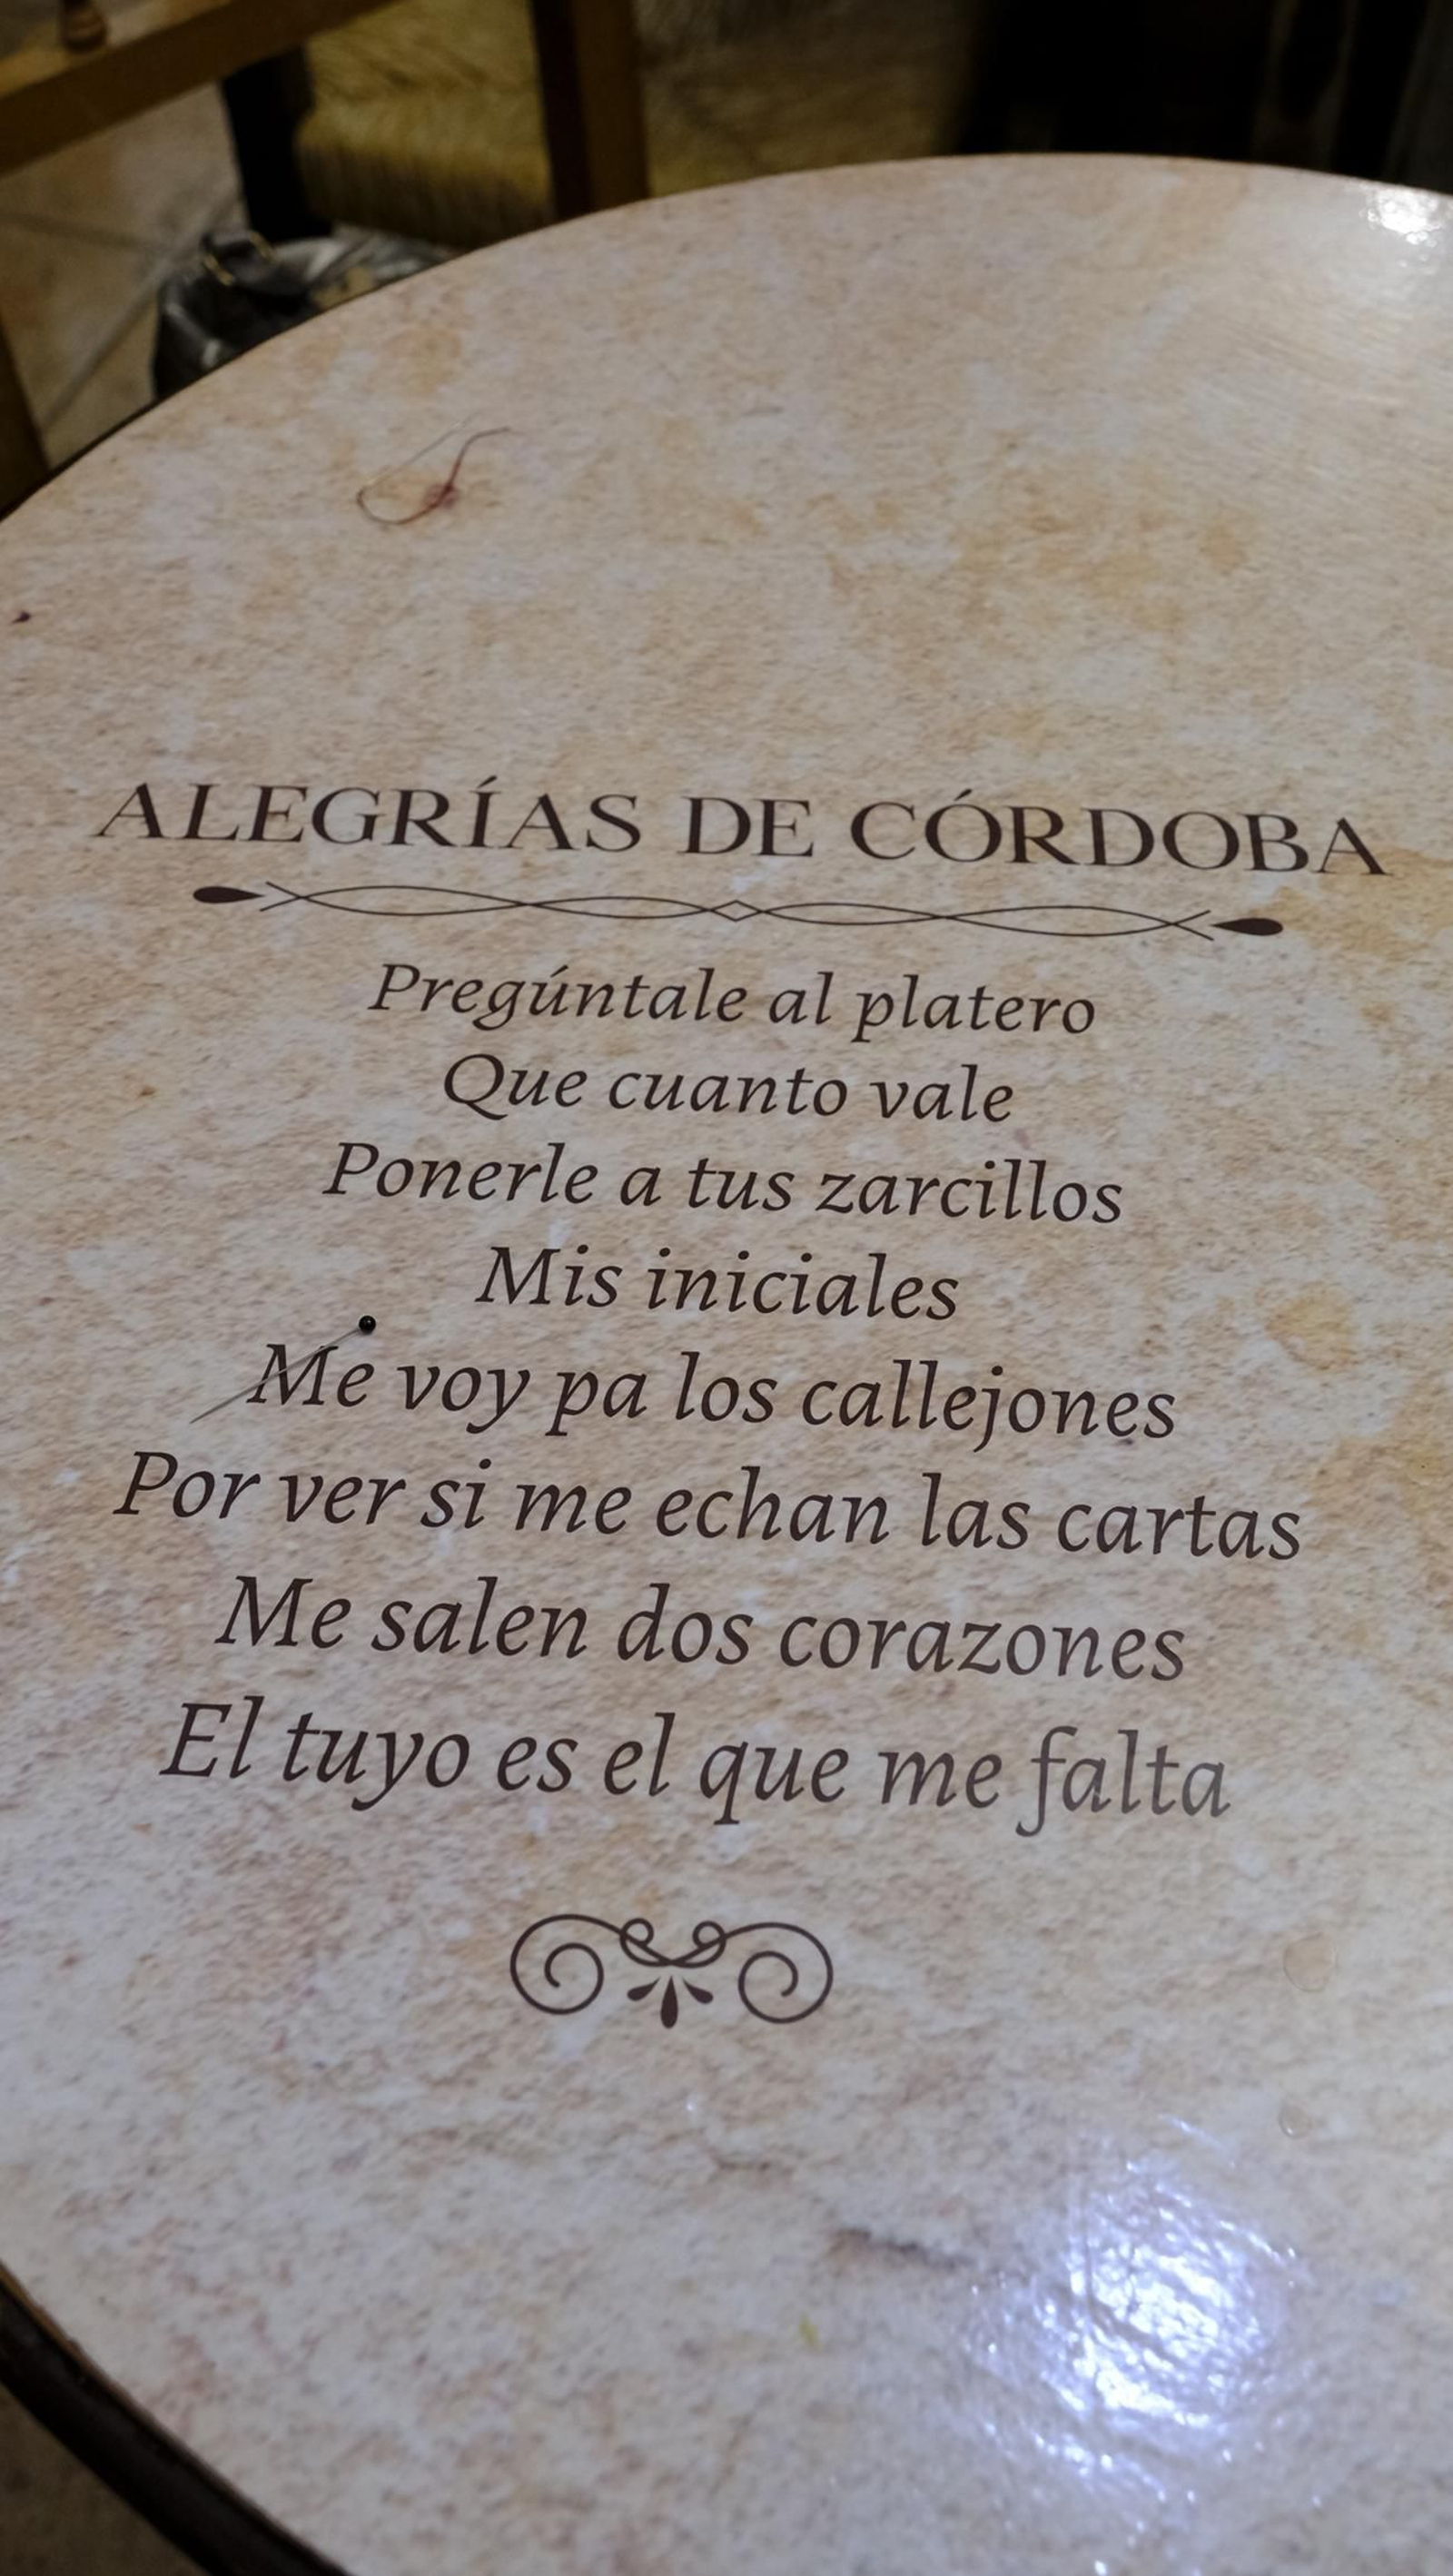 ALEGRÍAS DE CÓRDOBA
Pregúntale al platero
Que cuanto vale
Ponerle a tus zarcillos
Mis iniciales
Me voy pa los callejones
Por ver si me echan las cartas
Me salen dos corazones
El tuyo es el que me falta